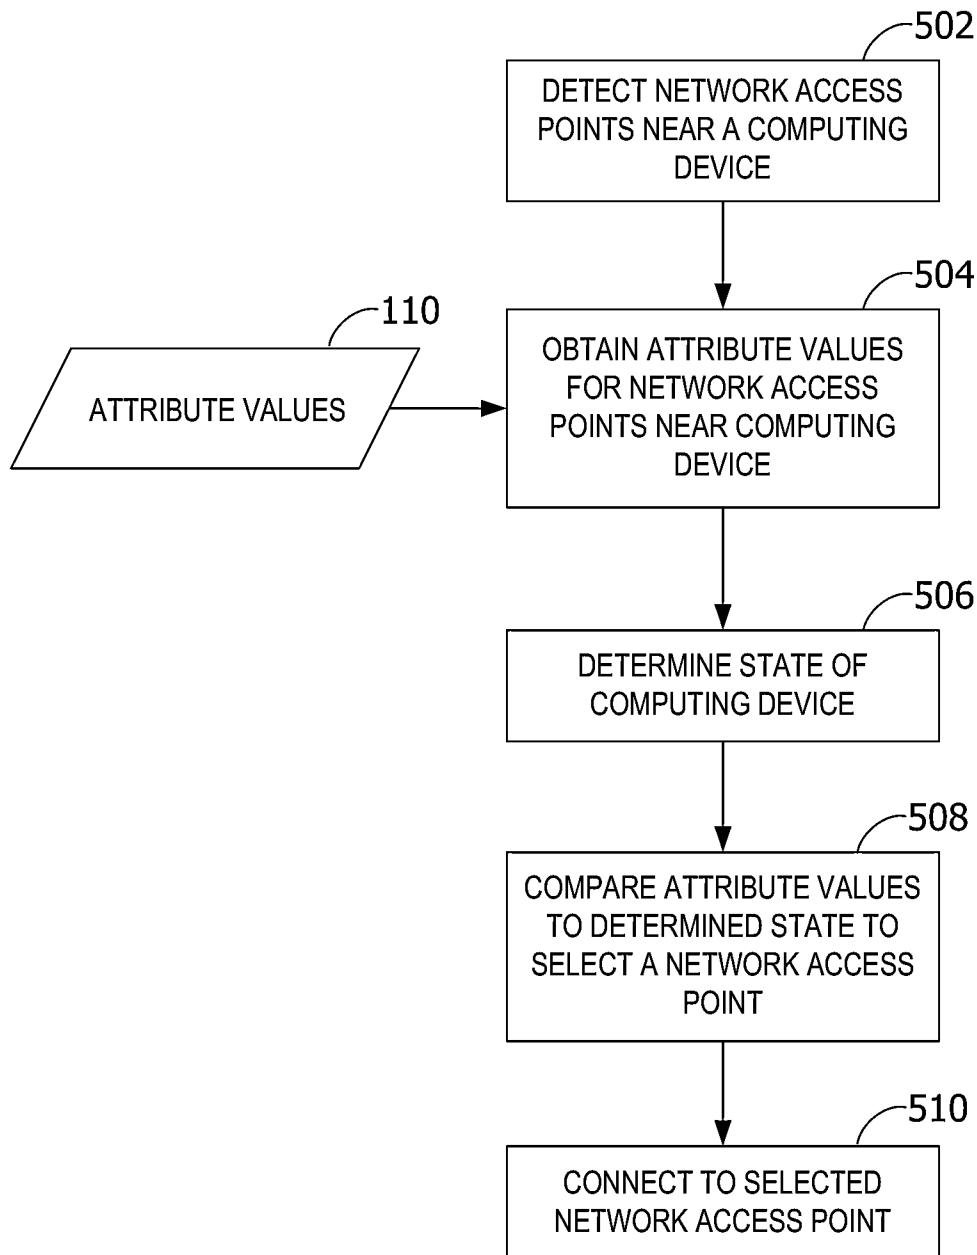 502
DETECT NETWORK ACCESS
POINTS NEAR A COMPUTING
DEVICE
504
110
OBTAIN ATTRIBUTE VALUES
FOR NETWORK ACCESS
POINTS NEAR COMPUTING
DEVICE
ATTRIBUTE VALUES
506
DETERMINE STATE OF
COMPUTING DEVICE
508
COMPARE ATTRIBUTE VALUES
TO DETERMINED STATE TO
SELECT A NETWORK ACCESS
POINT
510
CONNECT TO SELECTED
NETWORK ACCESS POINT